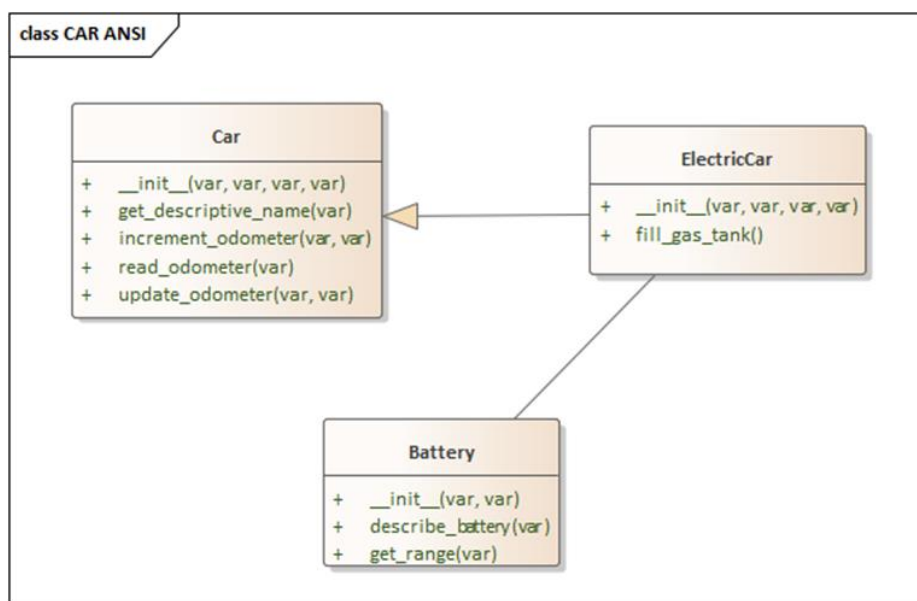 class CAR ANSI
Car
+ __init__(var, var, var, var)
+ get_descriptive_name(var)
+ increment_odometer(var, var)
+ read_odometer(var)
+ update_odometer(var, var)
ElectricCar
+ __init__(var, var, var, var)
+ fill_gas_tank()
Battery
+ __init__(var, var)
+ describe_battery(var)
+ get_range(var)